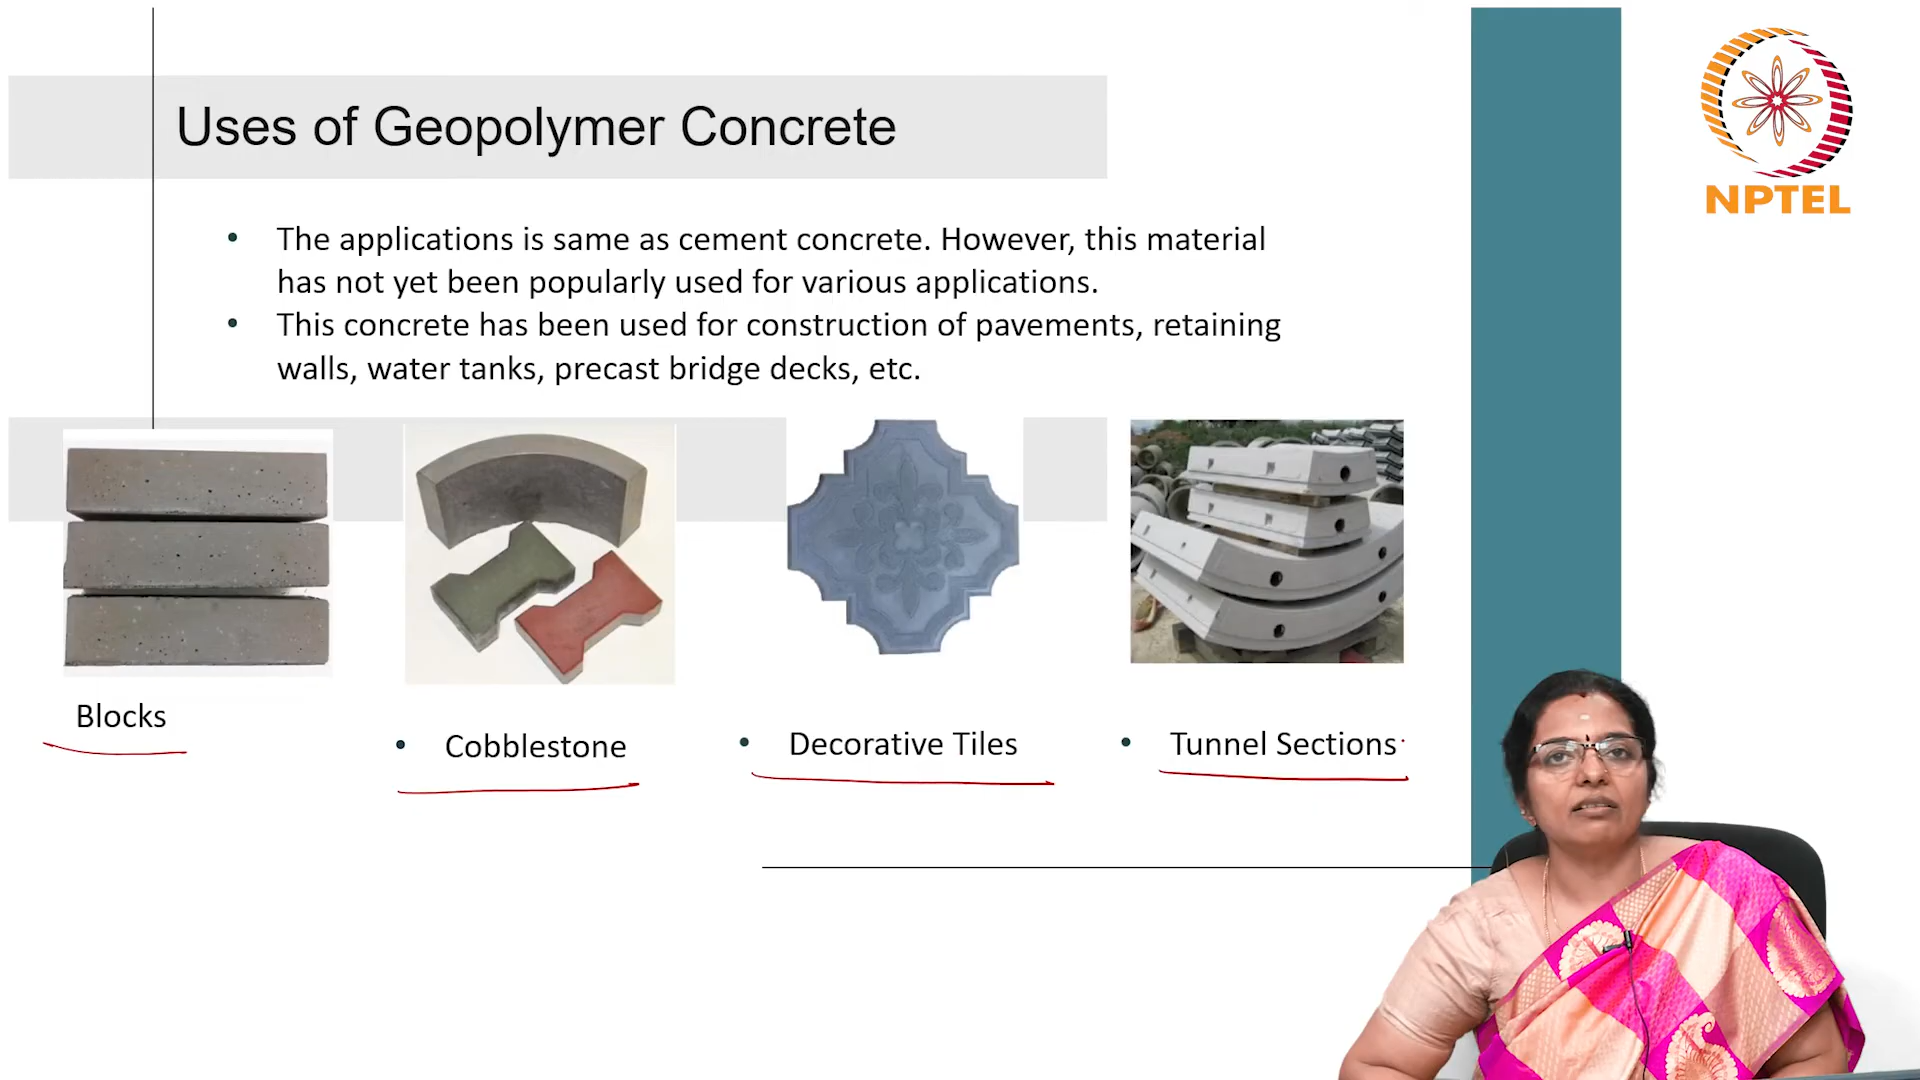 Uses of Geopolymer Concrete
NPTEL
• The applications is same as cement concrete. However, this material
has not yet been popularly used for various applications.
• This concrete has been used for construction of pavements, retaining
walls, water tanks, precast bridge decks, etc.
Blocks
• Cobblestone
• Decorative Tiles
• Tunnel Sections